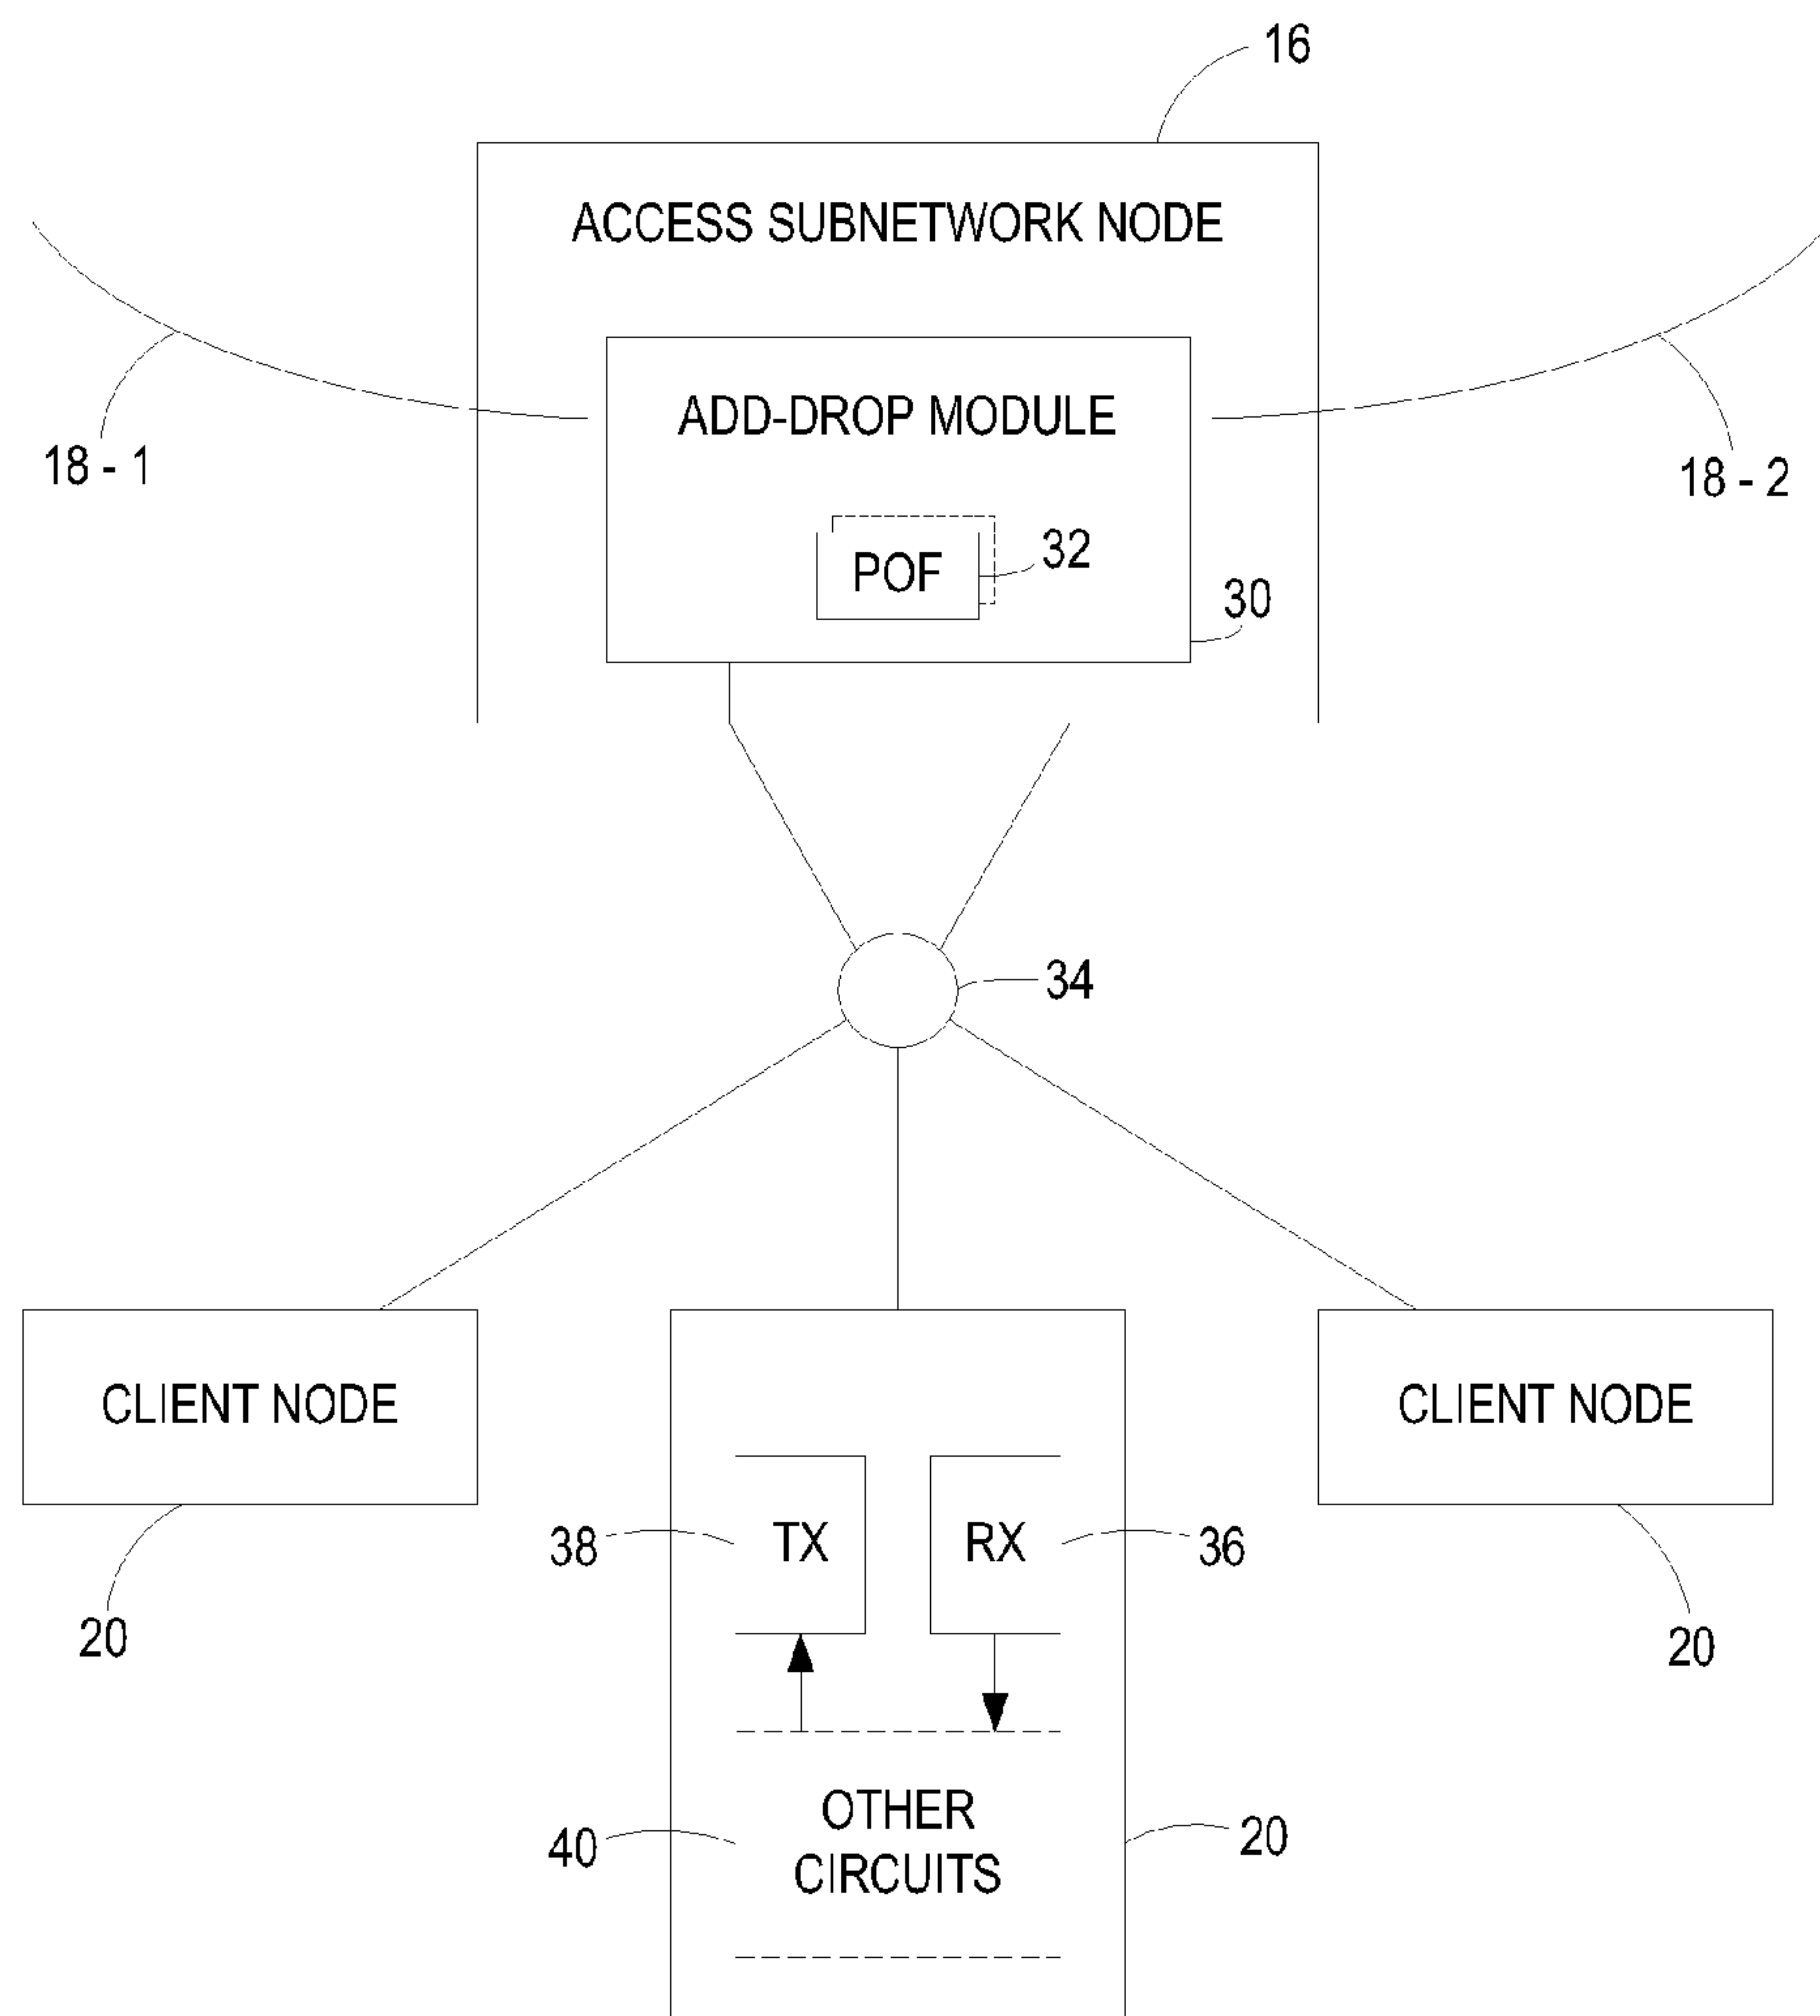 16
ACCESS SUBNETWORK NODE
ADD-DROP MODULE
18 - 1
18 - 2
POF
32
30
34
CLIENT NODE
CLIENT NODE
38
TX
RX
36
20
20
OTHER
CIRCUITS
40
20